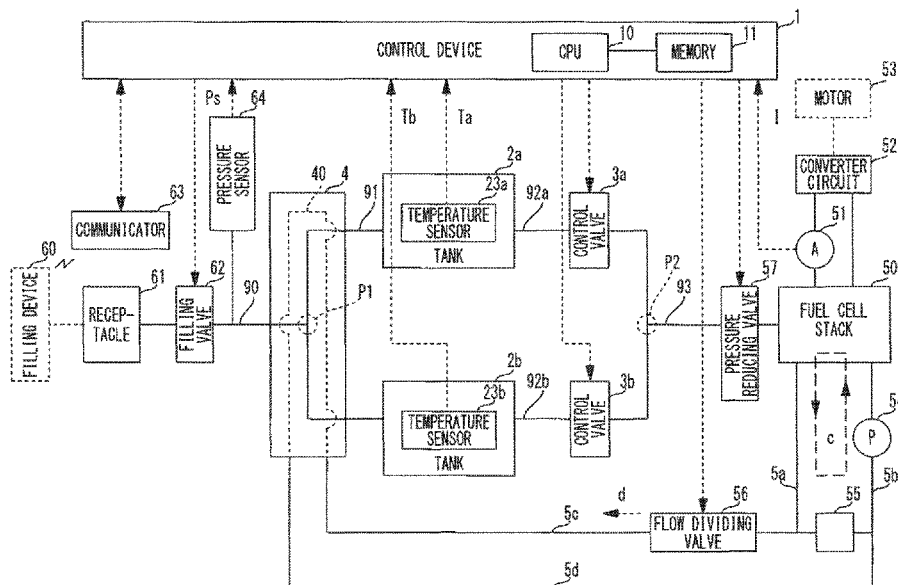 1
CONTROL DEVICE
CPU
10
MEMORY
11
Ps
64
PRESSURE
SENSOR
Tb
Ta
I
53
MOTOR
52
CONVERTER
CIRCUIT
51
A
63
COMMUNICATOR
40
4
91
2a
23a
TEMPERATURE
SENSOR
TANK
92a
3a
CONTROL
VALVE
60
FILLING DEVICE
61
RECEP-
TACLE
62
FILLING
VALVE
90
P1
P2
93
57
PRESSURE
REDUCING VALVE
50
FUEL CELL
STACK
2b
23b
TEMPERATURE
SENSOR
TANK
92b
3b
CONTROL
VALVE
c
P
5a
5b
55
d
5c
56
FLOW DIVIDING
VALVE
5d